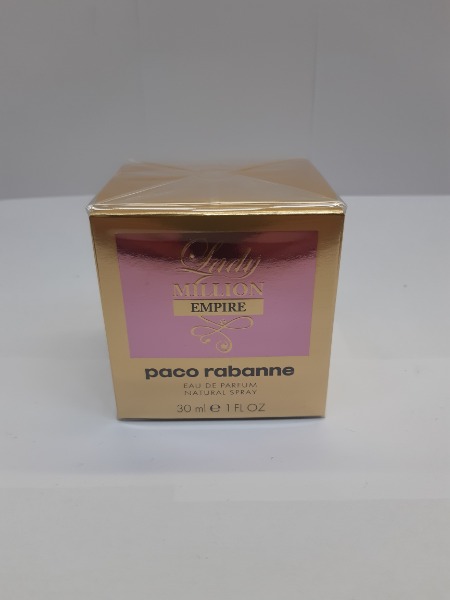 Lady
MILLION
EMPIRE
paco rabanne
EAU DE PARFUM
NATURAL SPRAY
30 ml ℮ 1 FL OZ